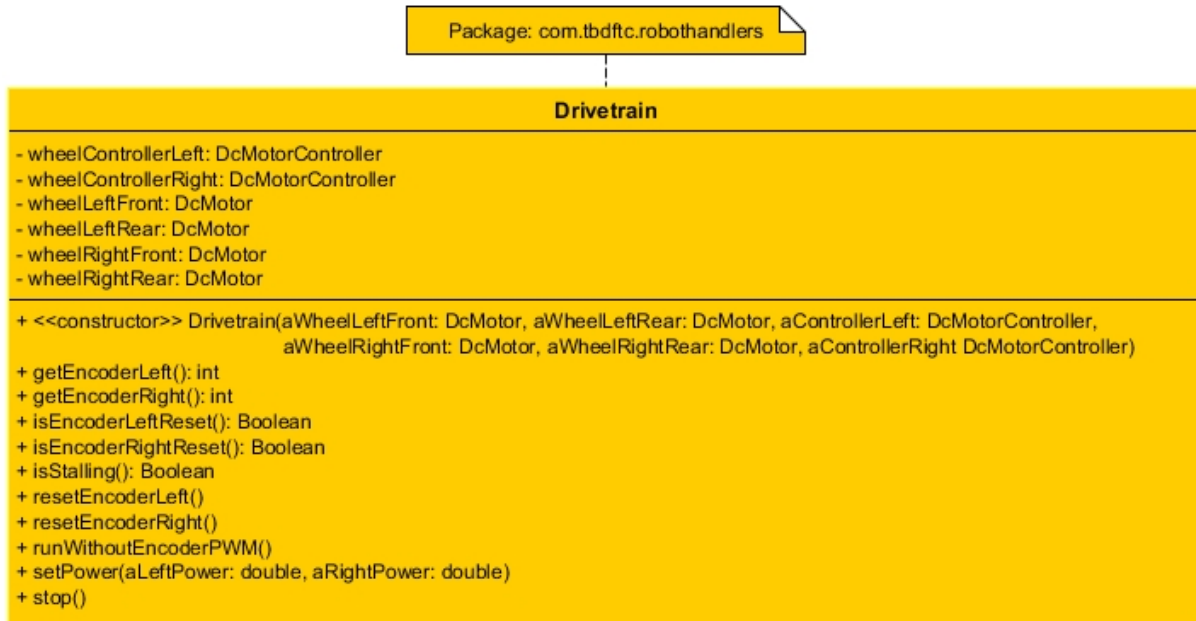 Package: com.tbdftc.robothandlers
Drivetrain
- wheelControllerLeft: DcMotorController
- wheelControllerRight: DcMotorController
- wheelLeftFront: DcMotor
- wheelLeftRear: DcMotor
- wheelRightFront: DcMotor
- wheelRightRear: DcMotor
+ <<constructor>> Drivetrain(aWheelLeftFront: DcMotor, aWheelLeftRear: DcMotor, aControllerLeft: DcMotorController,
aWheelRightFront: DcMotor, aWheelRightRear: DcMotor, aControllerRight DcMotorController)
+ getEncoderLeft(): int
+ getEncoderRight(): int
+ isEncoderLeftReset(): Boolean
+ isEncoderRightReset(): Boolean
+ isStalling(): Boolean
+ resetEncoderLeft()
+ resetEncoderRight()
+ runWithoutEncoderPWM()
+ setPower(aLeftPower: double, aRightPower: double)
+ stop()